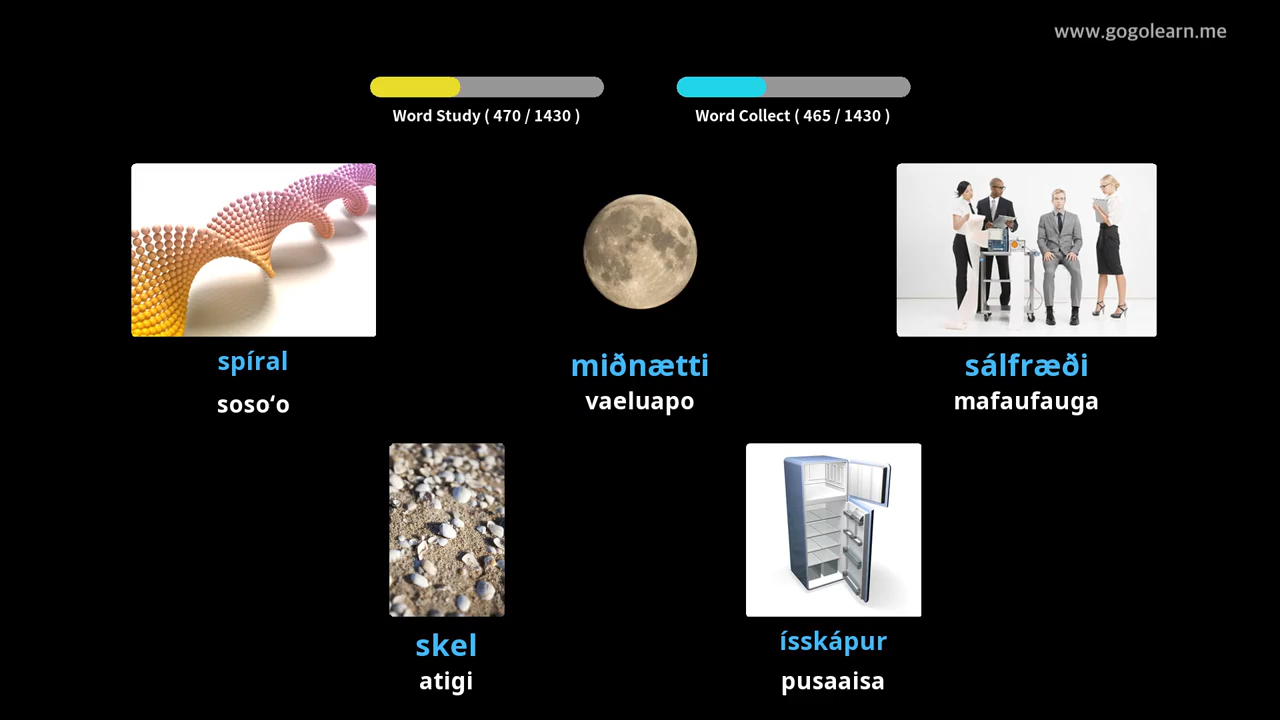 www.gogolearn.me
Word Study ( 470 / 1430 )
Word Collect ( 465 / 1430 )
spíral
sosoʻo
miðnætti
vaeluapo
sálfræði
mafaufauga
skel
atigi
ísskápur
pusaaisa